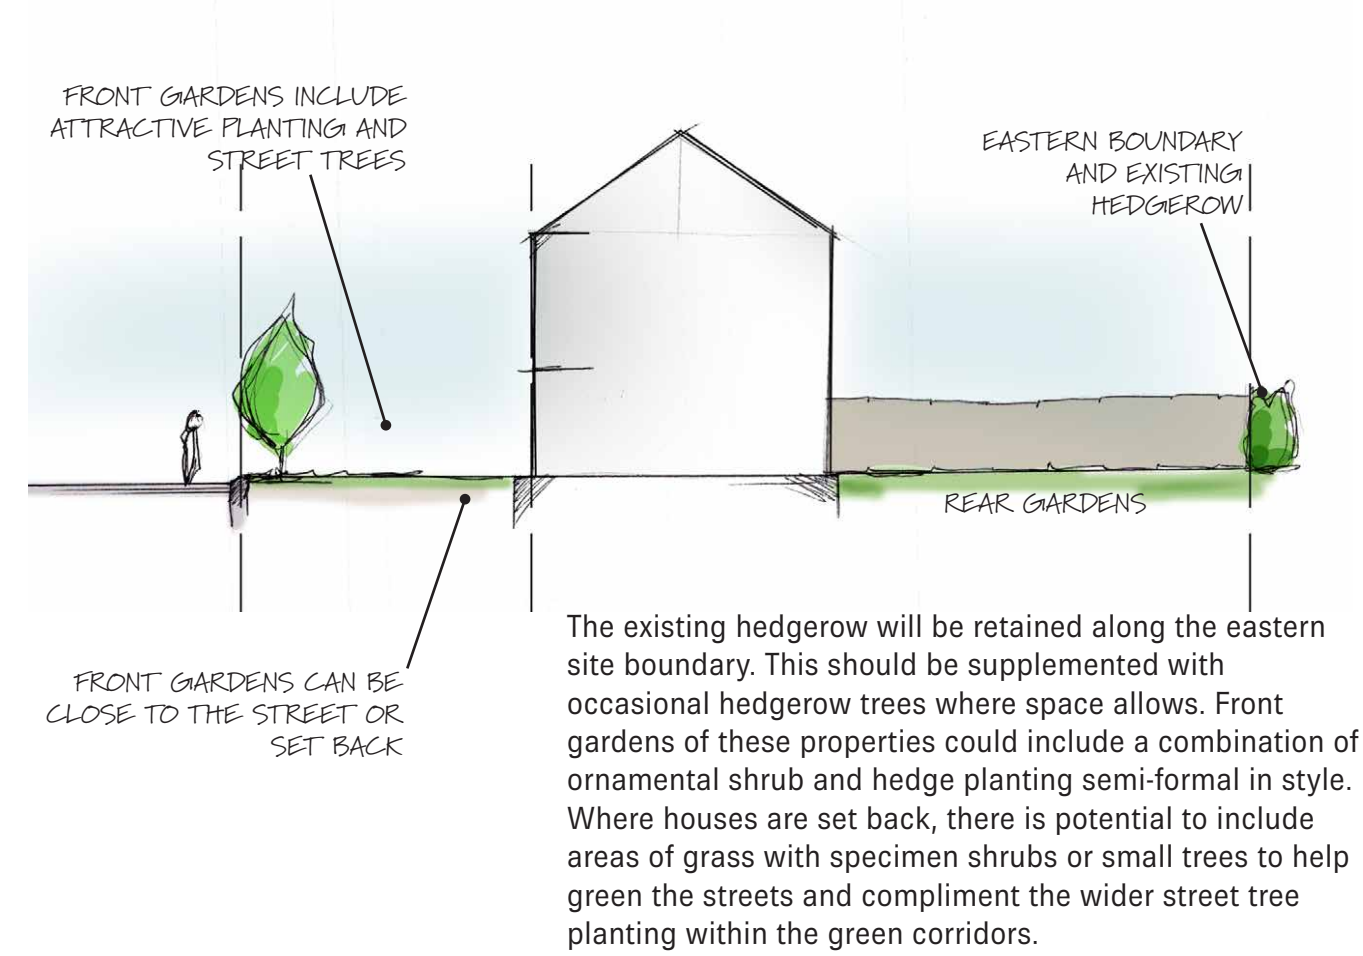 FRONT GARDENS INCLUDE
ATTRACTIVE PLANTING AND
STREET TREES
EASTERN BOUNDARY
AND EXISTING
HEDGEROW
REAR GARDENS
FRONT GARDENS CAN BE
CLOSE TO THE STREET OR
SET BACK
The existing hedgerow will be retained along the eastern
site boundary. This should be supplemented with
occasional hedgerow trees where space allows. Front
gardens of these properties could include a combination of
ornamental shrub and hedge planting semi-formal in style.
Where houses are set back, there is potential to include
areas of grass with specimen shrubs or small trees to help
green the streets and compliment the wider street tree
planting within the green corridors.